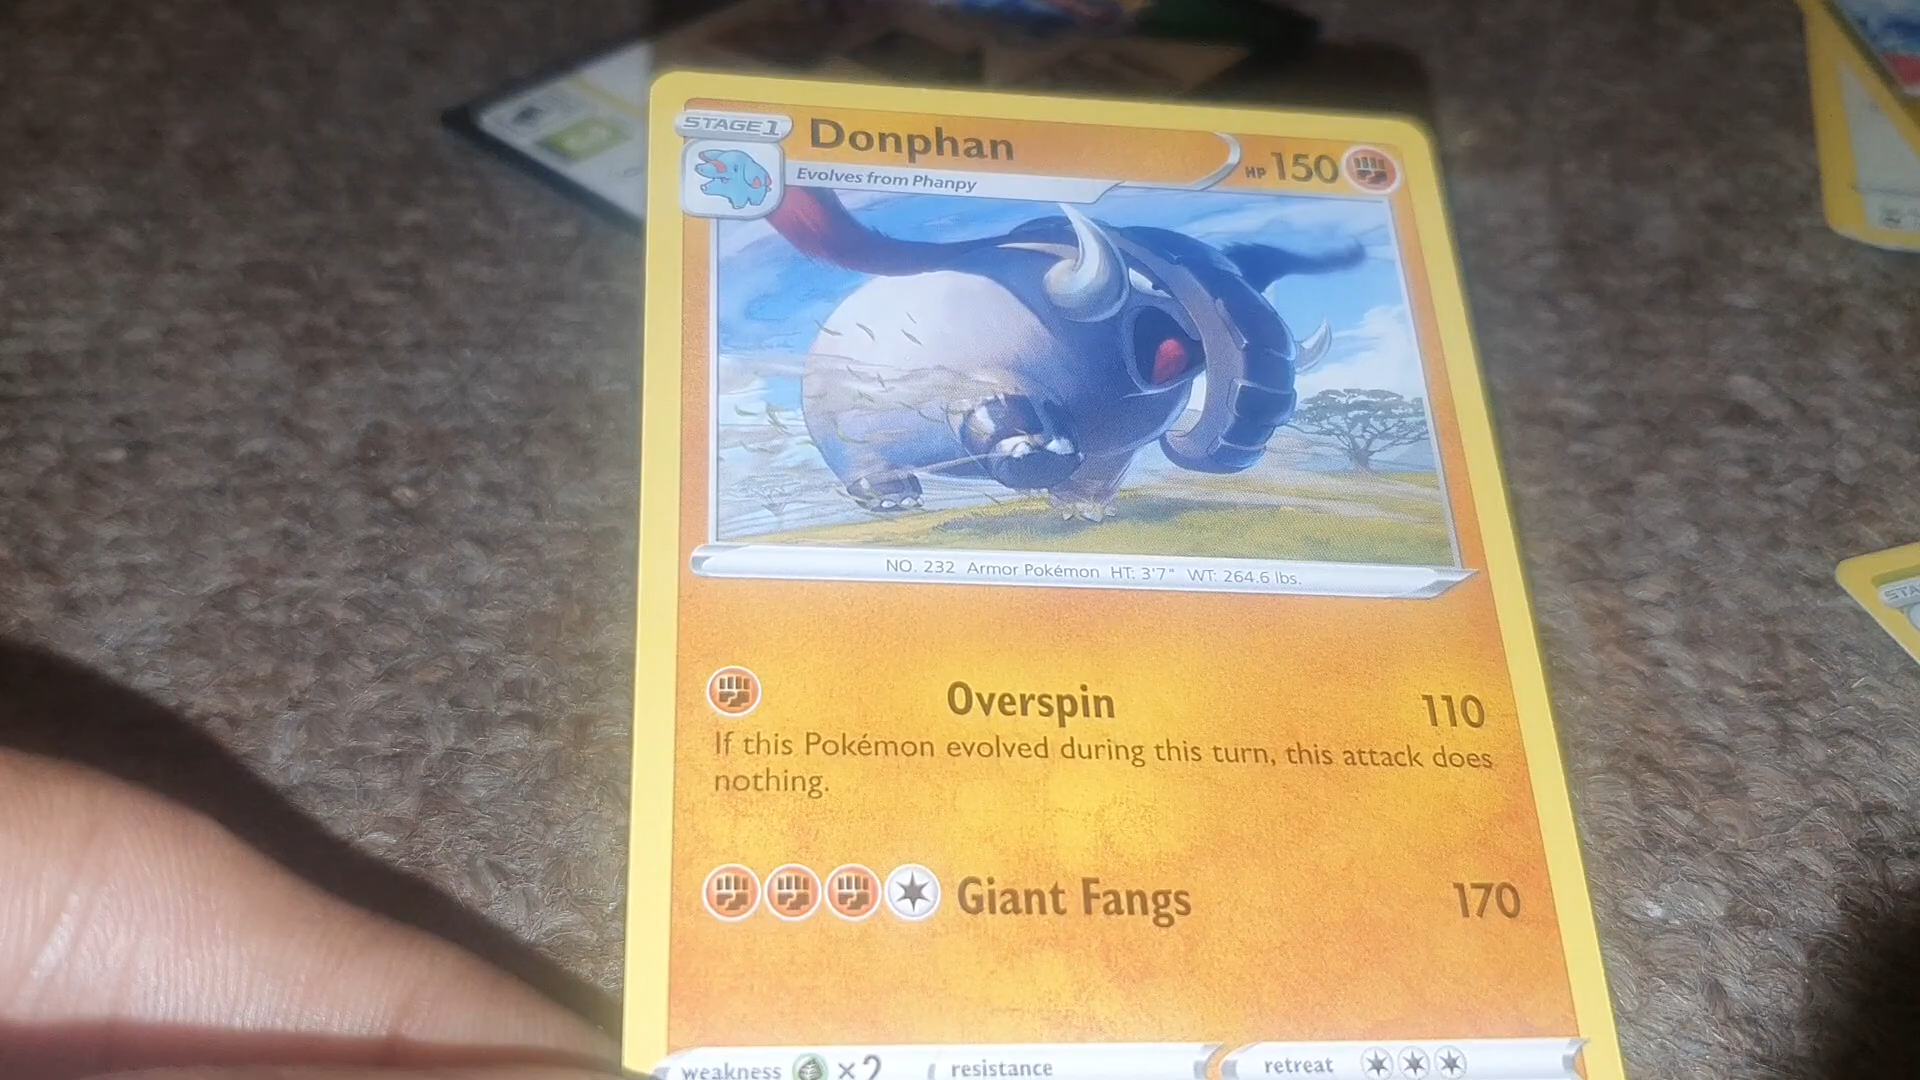 STAGE 1
Donphan
HP 150
Evolves from Phanpy
NO. 232 Armor Pokémon HT: 3'7" WT: 264.6 lbs.
Overspin 110
If this Pokémon evolved during this turn, this attack does
nothing.
Giant Fangs 170
weakness ×2 resistance retreat
STA